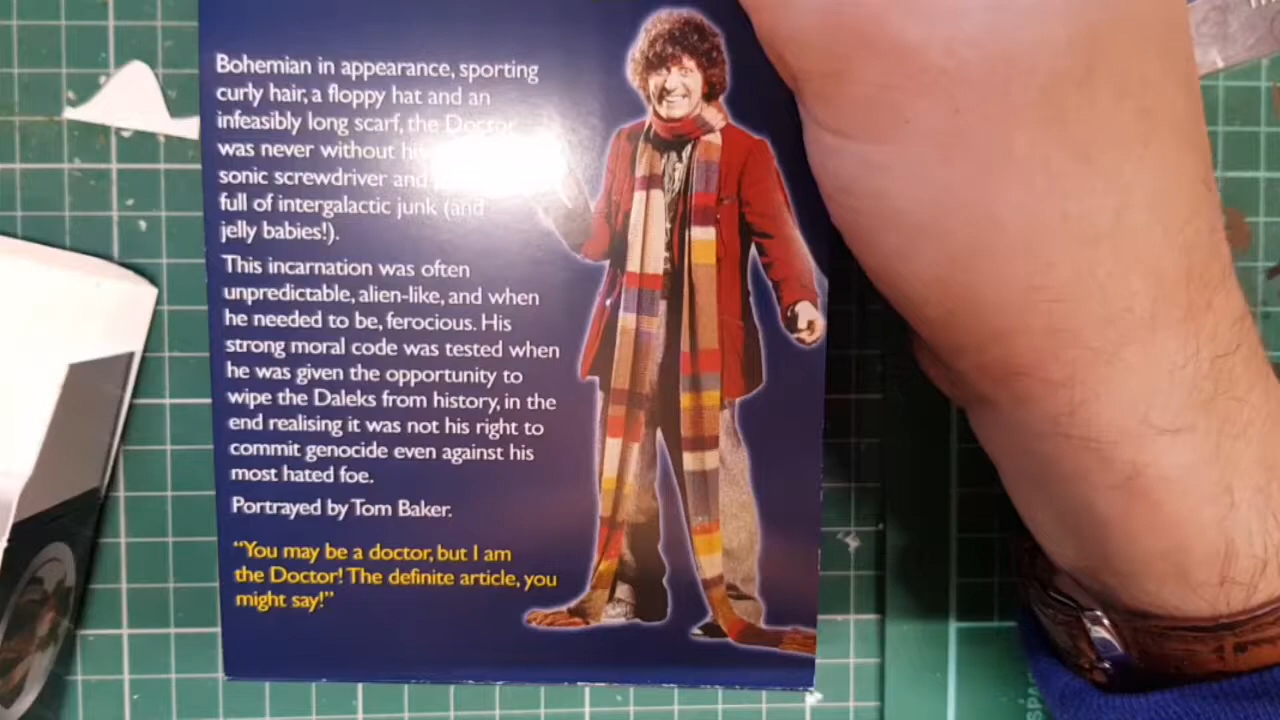 Bohemian in appearance, sporting
curly hair, a floppy hat and an
infeasibly long scarf, the Doctor
was never without
sonic screwdriver and
full of intergalactic junk (and
jelly babies!).
This incarnation was often
unpredictable, alien-like, and when
he needed to be, ferocious. His
strong moral code was tested when
he was given the opportunity to
wipe the Daleks from history, in the
end realising it was not his right to
commit genocide even against his
most hated foe.
Portrayed by Tom Baker.
“You may be a doctor, but I am
the Doctor! The definite article, you
might say!”